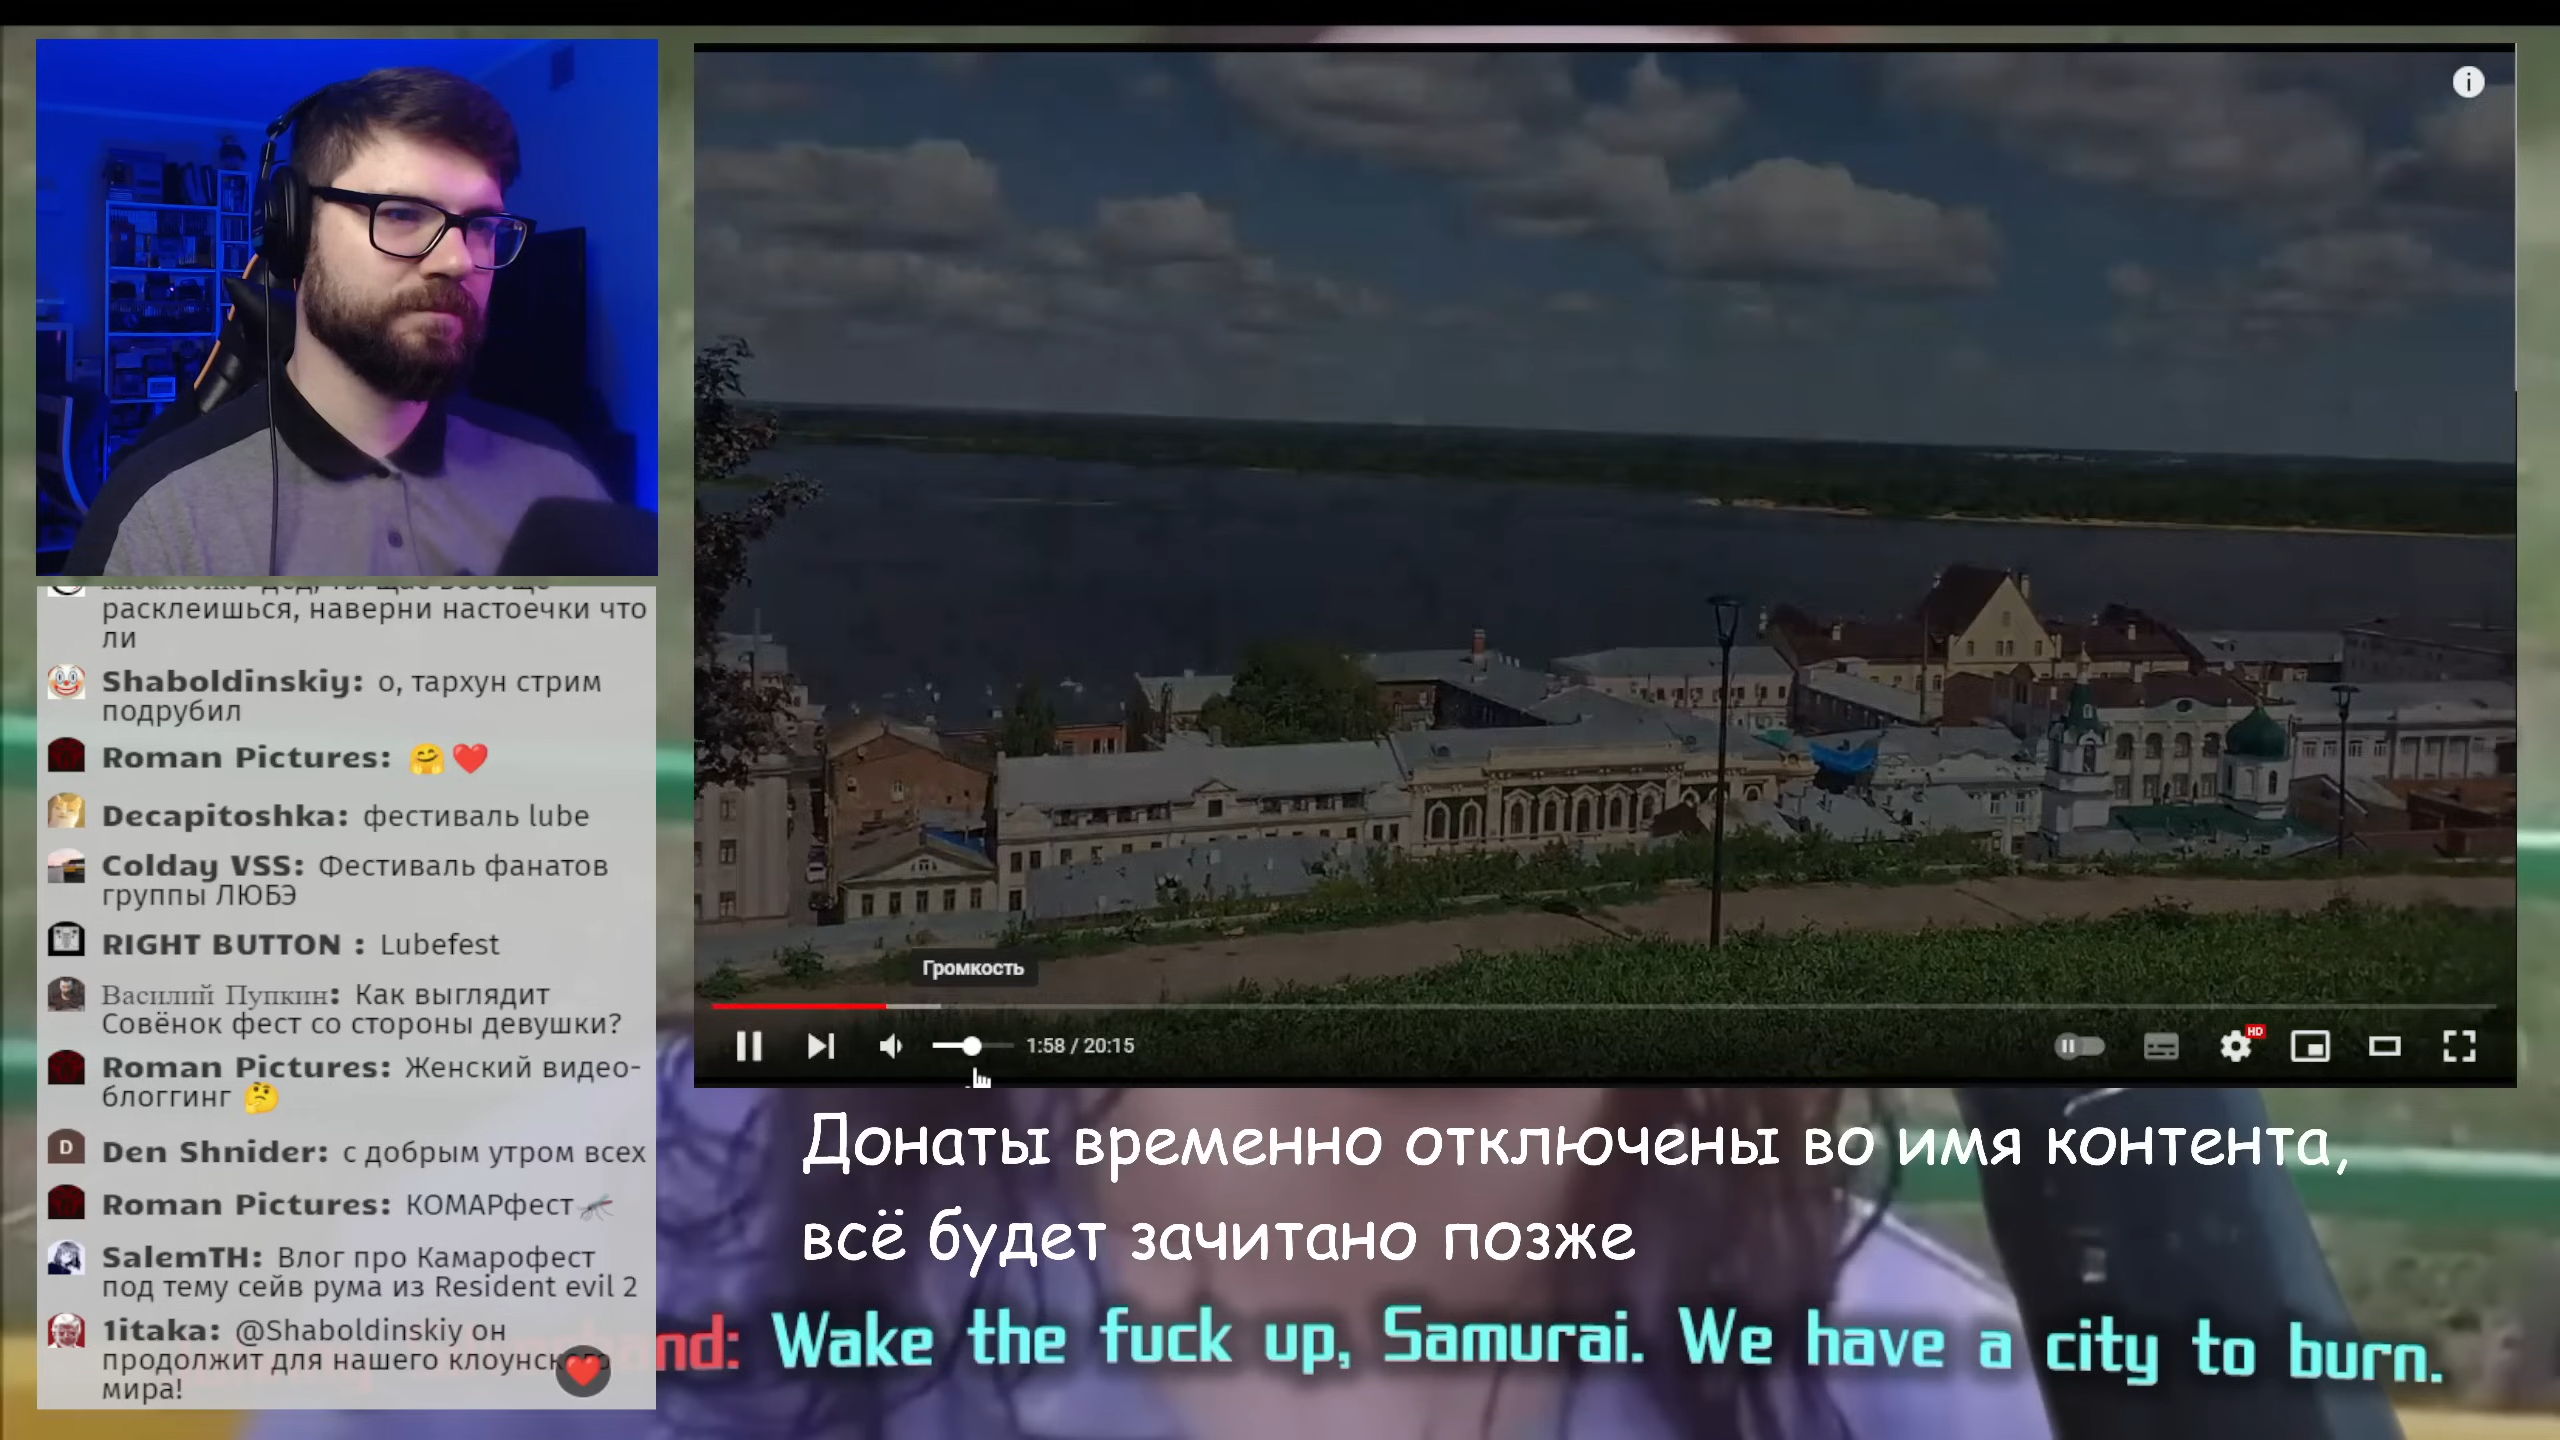 расклеишься, наверни настоечки что
ли
Shaboldinskiy: о, тархун стрим
подрубил
Roman Pictures: 🤗❤️
Decapitoshka: фестиваль lube
Colday VSS: Фестиваль фанатов
группы ЛЮБЭ
RIGHT BUTTON : Lubefest
Василий Пупкин: Как выглядит
Совёнок фест со стороны девушки?
Roman Pictures: Женский видео-
блоггинг 🤔
D
Den Shnider: с добрым утром всех
Roman Pictures: КОМАРфест🦟
SalemTH: Влог про Камарофест
под тему сейв рума из Resident evil 2
1itaka: @Shaboldinskiy он
продолжит для нашего
мира!
Громкость
1:58 / 20:15
HD
Донаты временно отключены во имя контента,
всё будет зачитано позже
Wake the fuck up, Samurai. We have a city to burn.